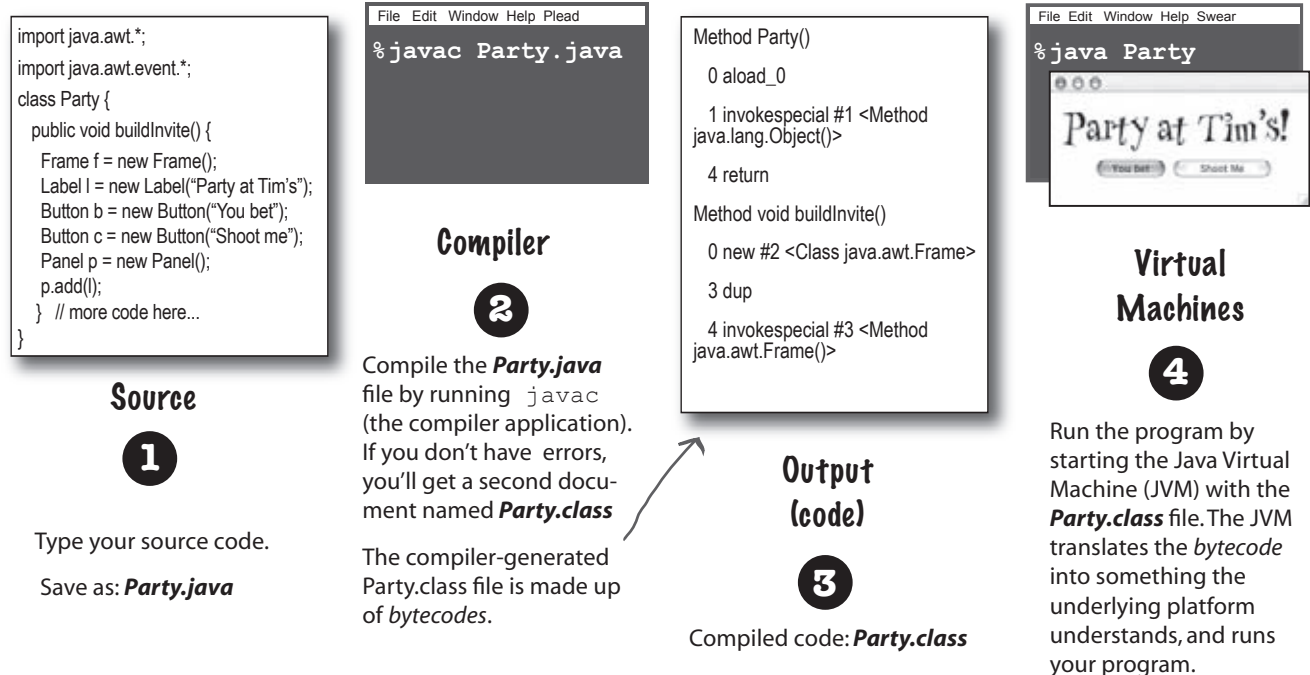 import java.awt.*;
import java.awt.event.*;
class Party {
public void buildInvite() {
Frame f = new Frame();
Label l = new Label(“Party at Tim’s”);
Button b = new Button(“You bet”);
Button c = new Button(“Shoot me”);
Panel p = new Panel();
p.add(l);
} // more code here...
}
Source
1
Type your source code.
Save as: Party.java
File Edit Window Help Plead
%javac Party.java
Compiler
2
Compile the Party.java
file by running javac
(the compiler application).
If you don’t have errors,
you’ll get a second docu-
ment named Party.class
The compiler-generated
Party.class file is made up
of bytecodes.
Method Party()
0 aload_0
1 invokespecial #1 <Method
java.lang.Object()>
4 return
Method void buildInvite()
0 new #2 <Class java.awt.Frame>
3 dup
4 invokespecial #3 <Method
java.awt.Frame()>
Output
(code)
3
Compiled code: Party.class
File Edit Window Help Swear
%java Party
Party at Tim’s!
You bet Shoot Me
Virtual
Machines
4
Run the program by
starting the Java Virtual
Machine (JVM) with the
Party.class file. The JVM
translates the bytecode
into something the
underlying platform
understands, and runs
your program.